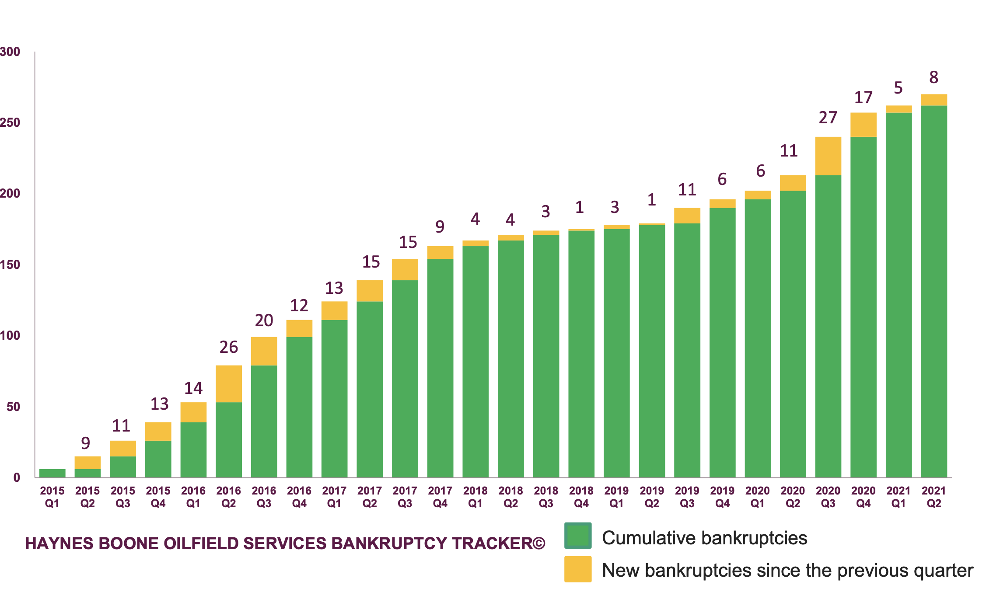 300
250
200
150
100
50
0
9
11
13
14
26
20
12
13
15
15
9
4
4
3
1
3
1
11
6
6
11
27
17
5
8
2015 Q1
2015 Q2
2015 Q3
2015 Q4
2016 Q1
2016 Q2
2016 Q3
2016 Q4
2017 Q1
2017 Q2
2017 Q3
2017 Q4
2018 Q1
2018 Q2
2018 Q3
2018 Q4
2019 Q1
2019 Q2
2019 Q3
2019 Q4
2020 Q1
2020 Q2
2020 Q3
2020 Q4
2021 Q1
2021 Q2
HAYNES BOONE OILFIELD SERVICES BANKRUPTCY TRACKER©
Cumulative bankruptcies
New bankruptcies since the previous quarter